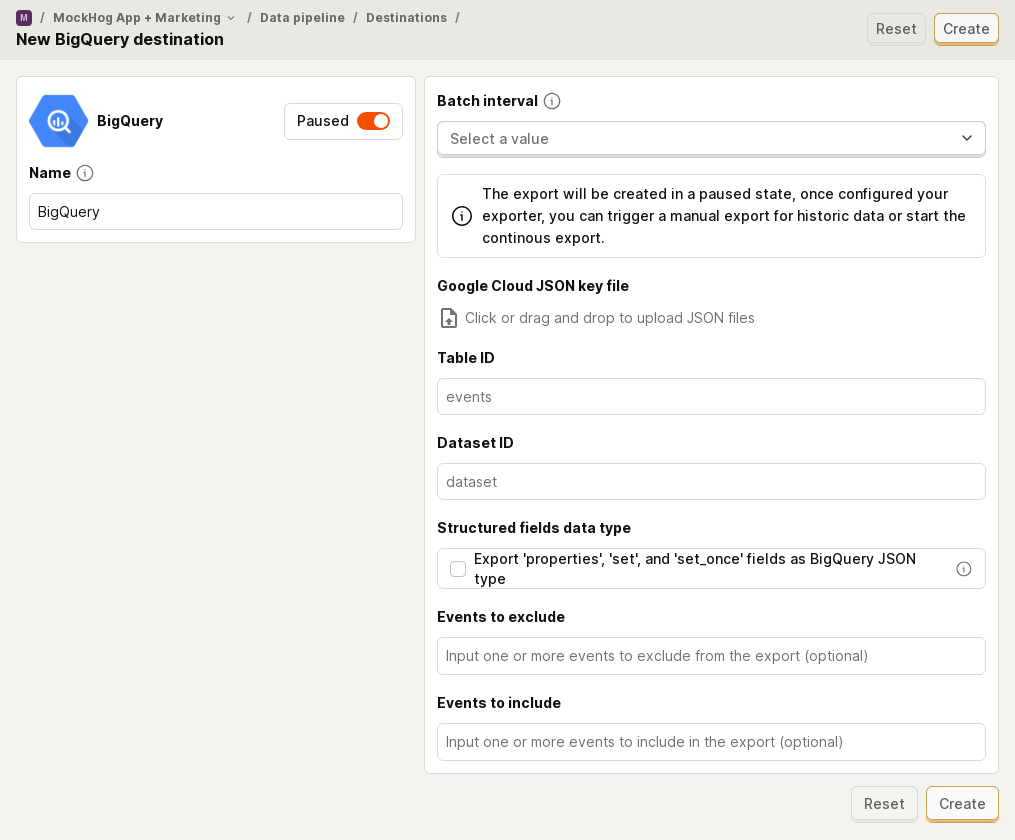 M / MockHog App + Marketing / Data pipeline / Destinations /
New BigQuery destination
Reset Create
BigQuery
Paused
Name
BigQuery
Batch interval
Select a value
The export will be created in a paused state, once configured your
exporter, you can trigger a manual export for historic data or start the
continous export.
Google Cloud JSON key file
Click or drag and drop to upload JSON files
Table ID
events
Dataset ID
dataset
Structured fields data type
Export 'properties', 'set', and 'set_once' fields as BigQuery JSON
type
Events to exclude
Input one or more events to exclude from the export (optional)
Events to include
Input one or more events to include in the export (optional)
Reset Create